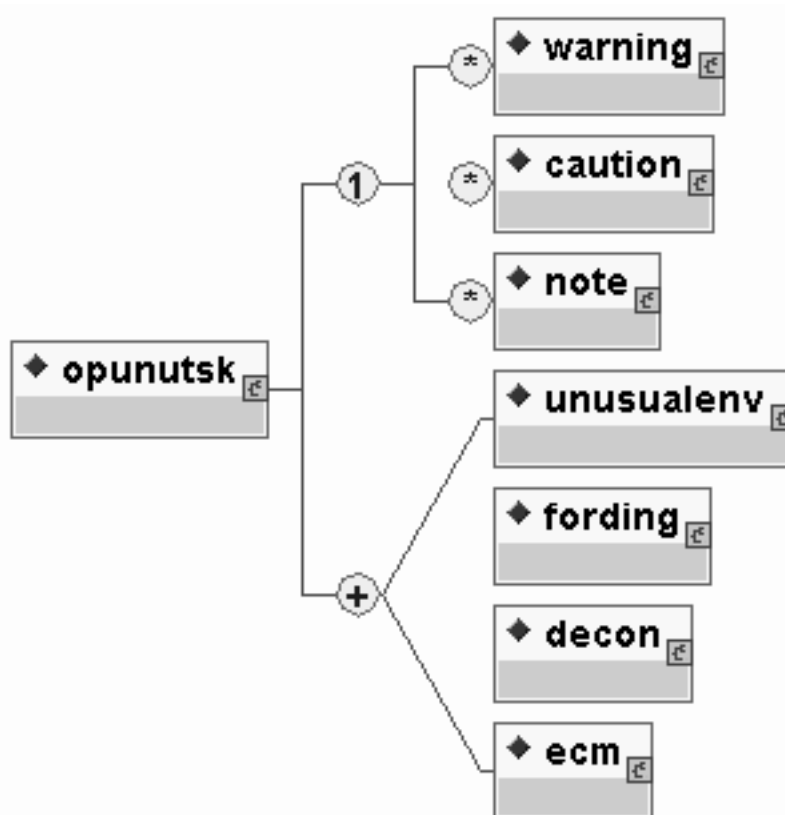 * warning
* caution
1
* note
opunutsk
unusualenv
fording
+
decon
ecm